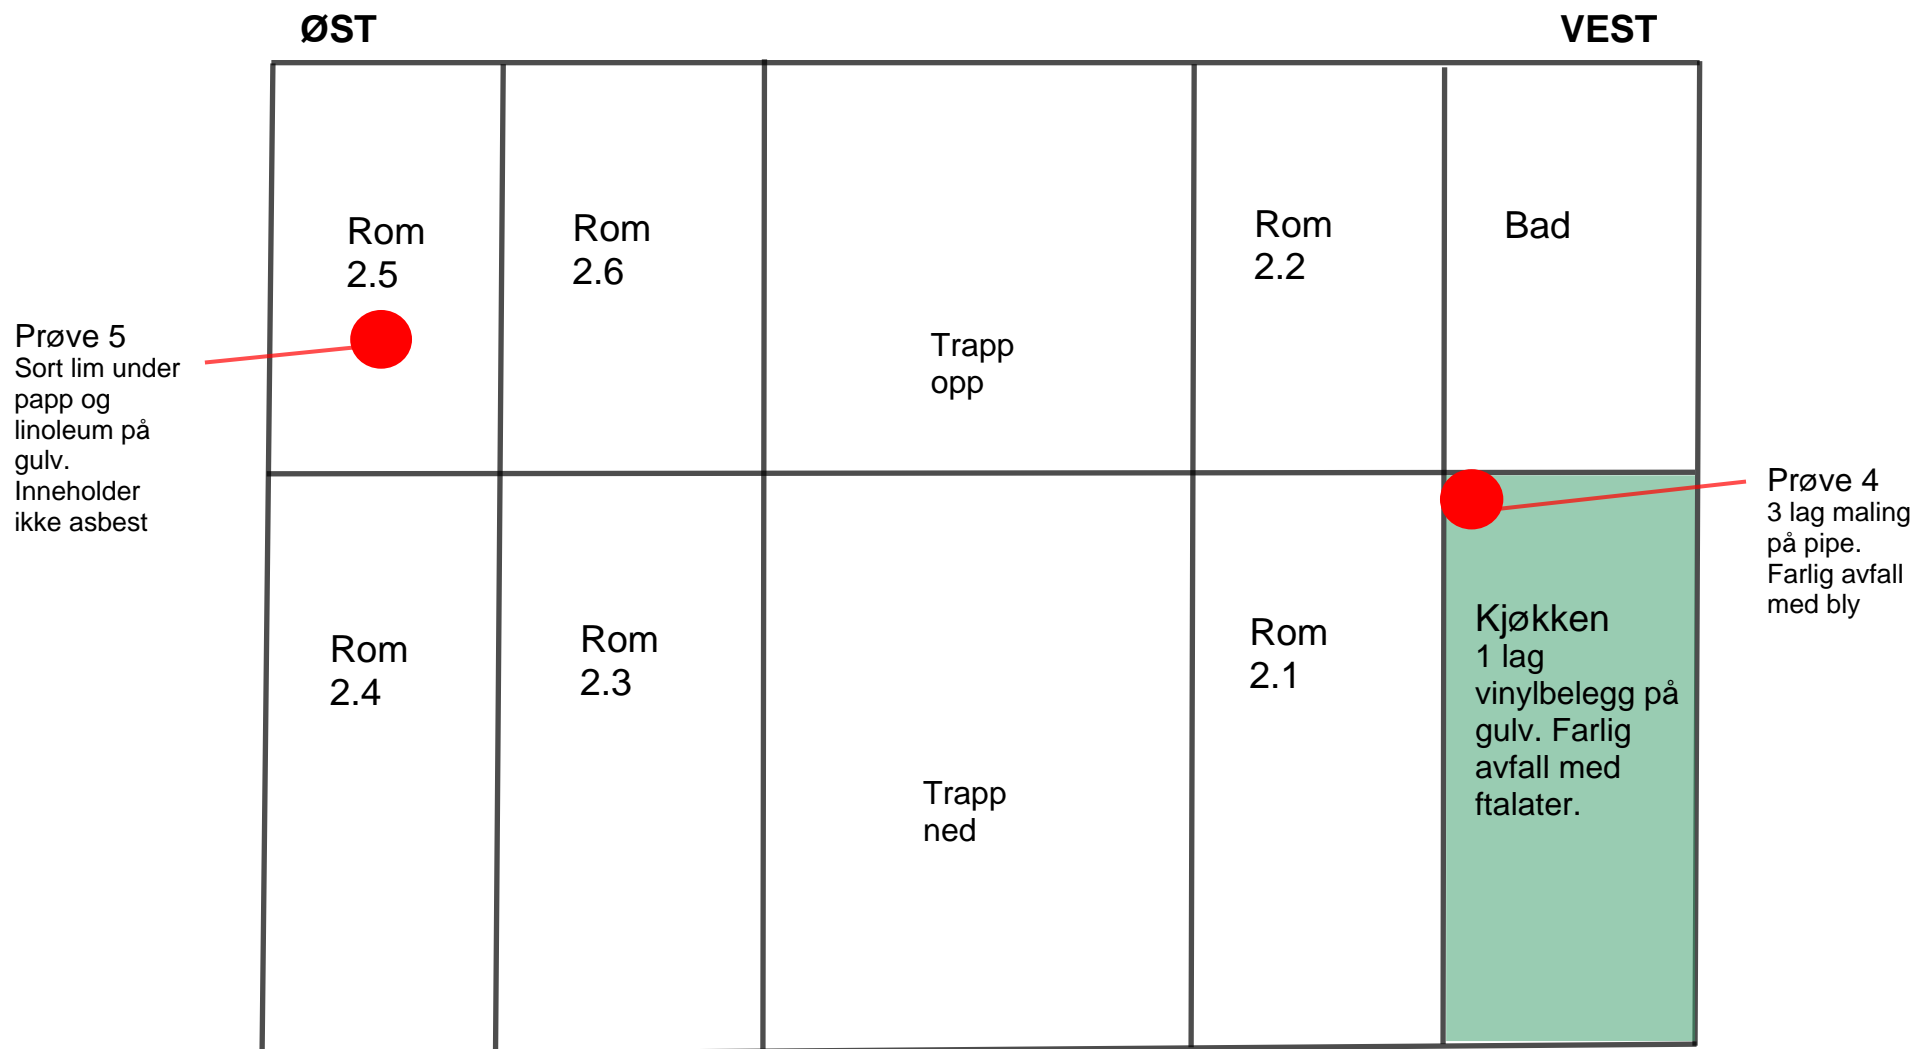 ØST
VEST
Rom
2.5
Rom
2.6
Rom
2.2
Bad
Trapp
opp
Prøve 5
Sort lim under
papp og
linoleum på
gulv.
Inneholder
ikke asbest
Prøve 4
3 lag maling
på pipe.
Farlig avfall
med bly
Rom
2.4
Rom
2.3
Trapp
ned
Rom
2.1
Kjøkken
1 lag
vinylbelegg på
gulv. Farlig
avfall med
ftalater.